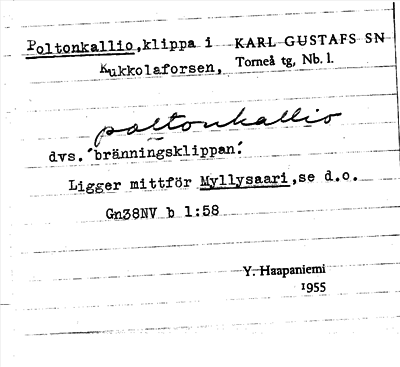 Poltonkallio,klippa i KARL GUSTAFS SN
Kukkolaforsen, Torneå tg, Nb. l.
poltonkallio
dvs.'bränningsklippan'.
Ligger mittför Myllysaari,se d.o.
Gn38NV b 1:58
Y. Haapaniemi
1955